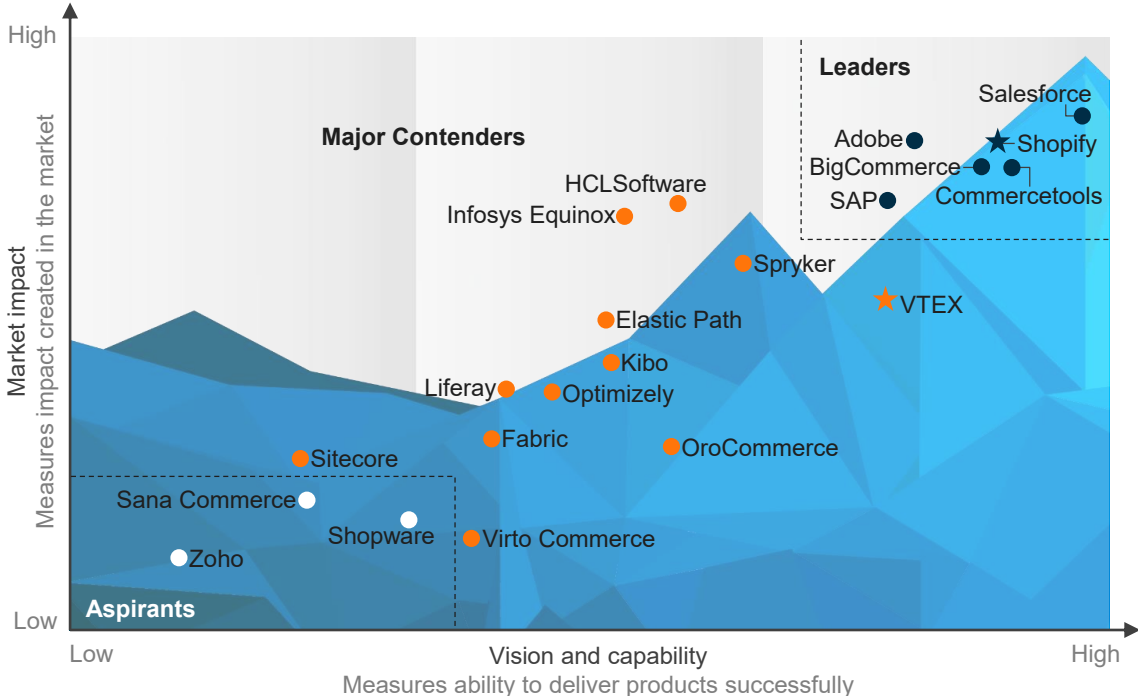 High
Leaders
Salesforce
Major Contenders
Adobe
Shopify
BigCommerce
Commercetools
HCLSoftware
SAP
Infosys Equinox
Spryker
VTEX
Elastic Path
Kibo
Liferay
Optimizely
Fabric
OroCommerce
Sitecore
Sana Commerce
Shopware
Virto Commerce
Zoho
Aspirants
Market impact
Measures impact created in the market
Low
Low
Vision and capability
High
Measures ability to deliver products successfully